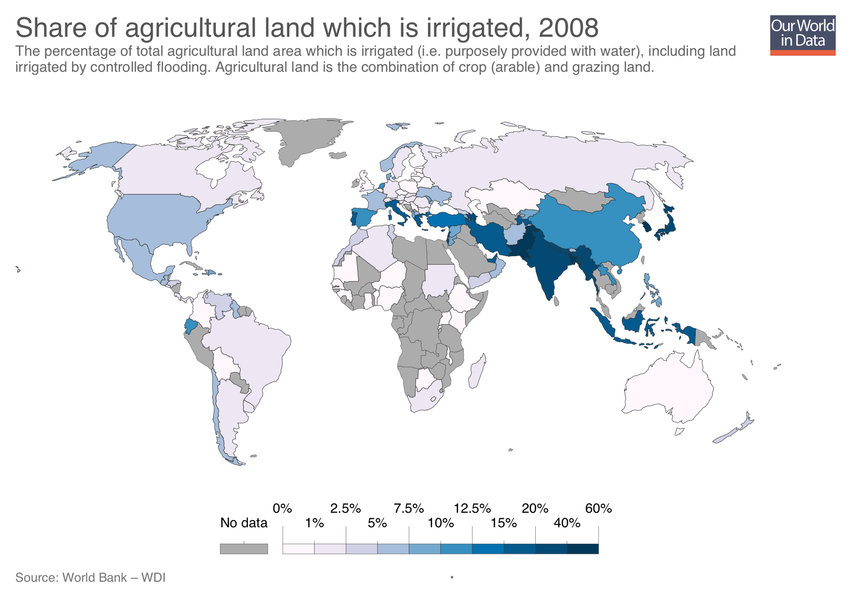 Share of agricultural land which is irrigated, 2008
Our World
in Data
The percentage of total agricultural land area which is irrigated (i.e. purposely provided with water), including land
irrigated by controlled flooding. Agricultural land is the combination of crop (arable) and grazing land.
0% 2.5% 7.5% 12.5% 20% 60%
No data 1% 5% 10% 15% 40%
Source: World Bank – WDI